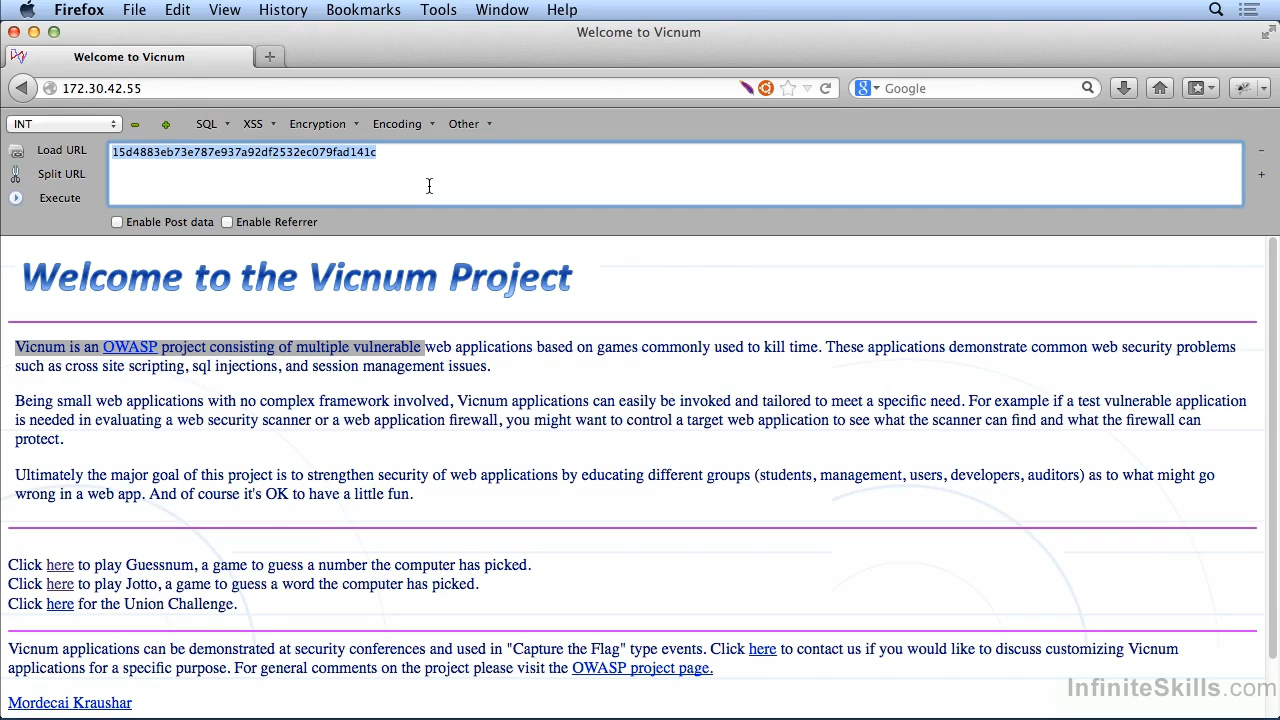 Firefox File Edit View History Bookmarks Tools Window Help
Welcome to Vicnum
Welcome to Vicnum
172.30.42.55
Google
INT SQL XSS Encryption Encoding Other
Load URL
15d4883eb73e787e937a92df2532ec079fad141c
Split URL
Execute
Enable Post data Enable Referrer
Welcome to the Vicnum Project
Vicnum is an OWASP project consisting of multiple vulnerable web applications based on games commonly used to kill time. These applications demonstrate common web security problems
such as cross site scripting, sql injections, and session management issues.
Being small web applications with no complex framework involved, Vicnum applications can easily be invoked and tailored to meet a specific need. For example if a test vulnerable application
is needed in evaluating a web security scanner or a web application firewall, you might want to control a target web application to see what the scanner can find and what the firewall can
protect.
Ultimately the major goal of this project is to strengthen security of web applications by educating different groups (students, management, users, developers, auditors) as to what might go
wrong in a web app. And of course it's OK to have a little fun.
Click here to play Guessnum, a game to guess a number the computer has picked.
Click here to play Jotto, a game to guess a word the computer has picked.
Click here for the Union Challenge.
Vicnum applications can be demonstrated at security conferences and used in "Capture the Flag" type events. Click here to contact us if you would like to discuss customizing Vicnum
applications for a specific purpose. For general comments on the project please visit the OWASP project page.
Mordecai Kraushar
InfiniteSkills.com